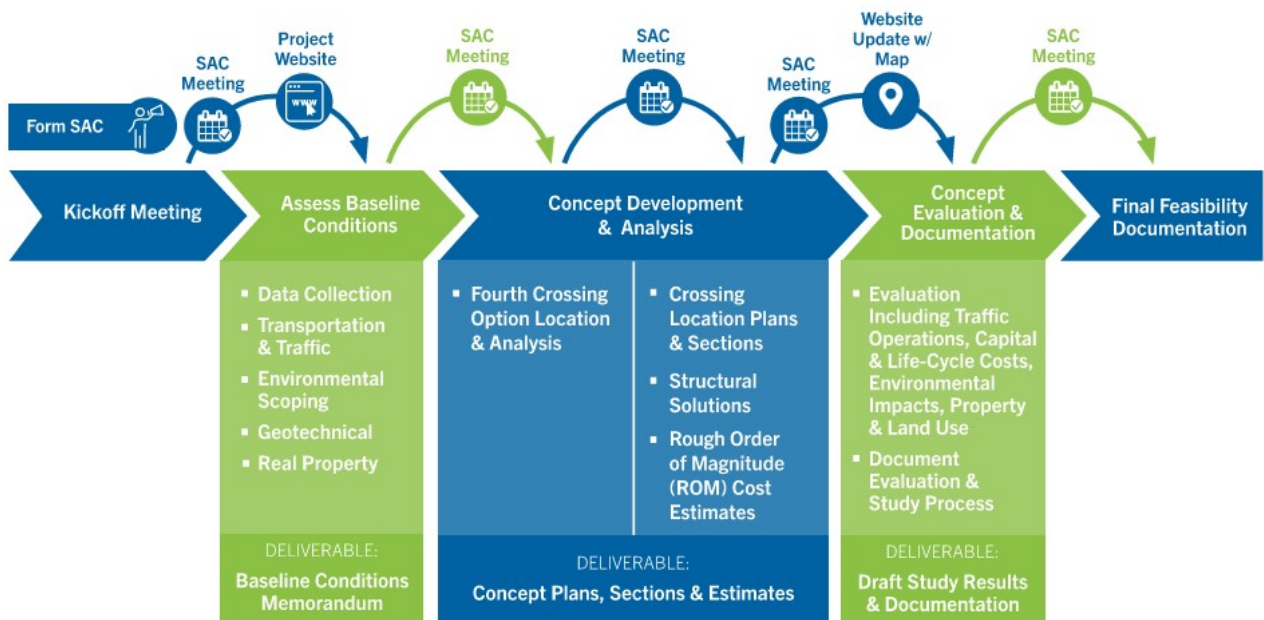 SAC
Meeting
Project
Website
SAC
Meeting
SAC
Meeting
SAC
Meeting
Website
Update w/
Map
SAC
Meeting
Form SAC
www
Kickoff Meeting
Assess Baseline
Conditions
Concept Development
& Analysis
Concept
Evaluation &
Documentation
Final Feasibility
Documentation
▪ Data Collection
▪ Transportation
& Traffic
▪ Environmental
Scoping
▪ Geotechnical
▪ Real Property
DELIVERABLE:
Baseline Conditions
Memorandum
▪ Fourth Crossing
Option Location
& Analysis
▪ Crossing
Location Plans
& Sections
▪ Structural
Solutions
▪ Rough Order
of Magnitude
(ROM) Cost
Estimates
DELIVERABLE:
Concept Plans, Sections & Estimates
▪ Evaluation
Including Traffic
Operations, Capital
& Life-Cycle Costs,
Environmental
Impacts, Property
& Land Use
▪ Document
Evaluation &
Study Process
DELIVERABLE:
Draft Study Results
& Documentation